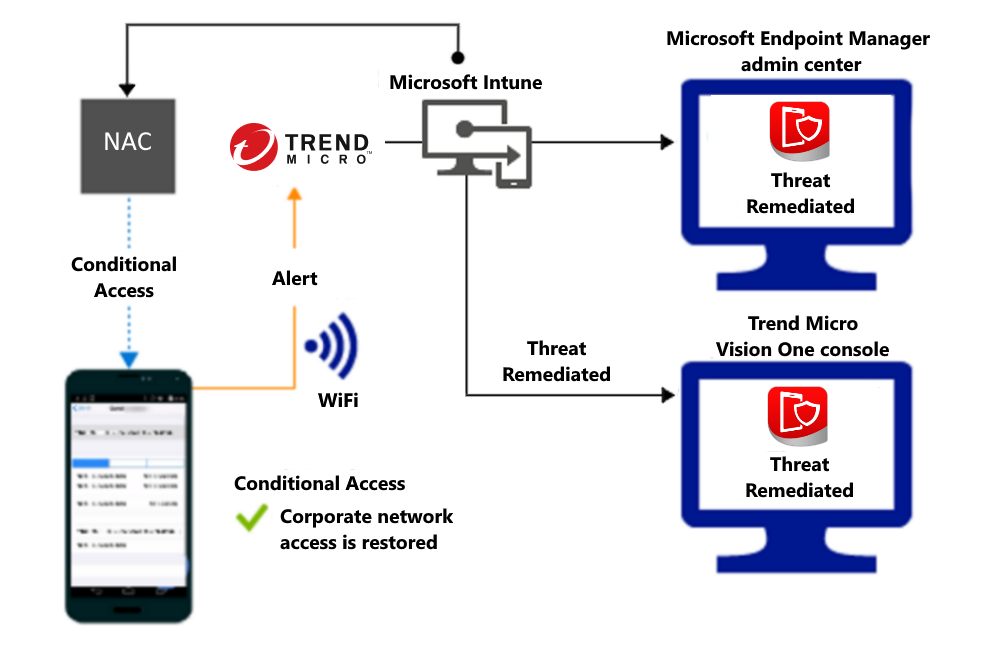 Microsoft Endpoint Manager
admin center
Microsoft Intune
NAC
TREND
MICRO™
Threat
Remediated
Conditional
Access
Alert
WiFi
Threat
Remediated
Trend Micro
Vision One console
Threat
Remediated
Conditional Access
Corporate network
access is restored